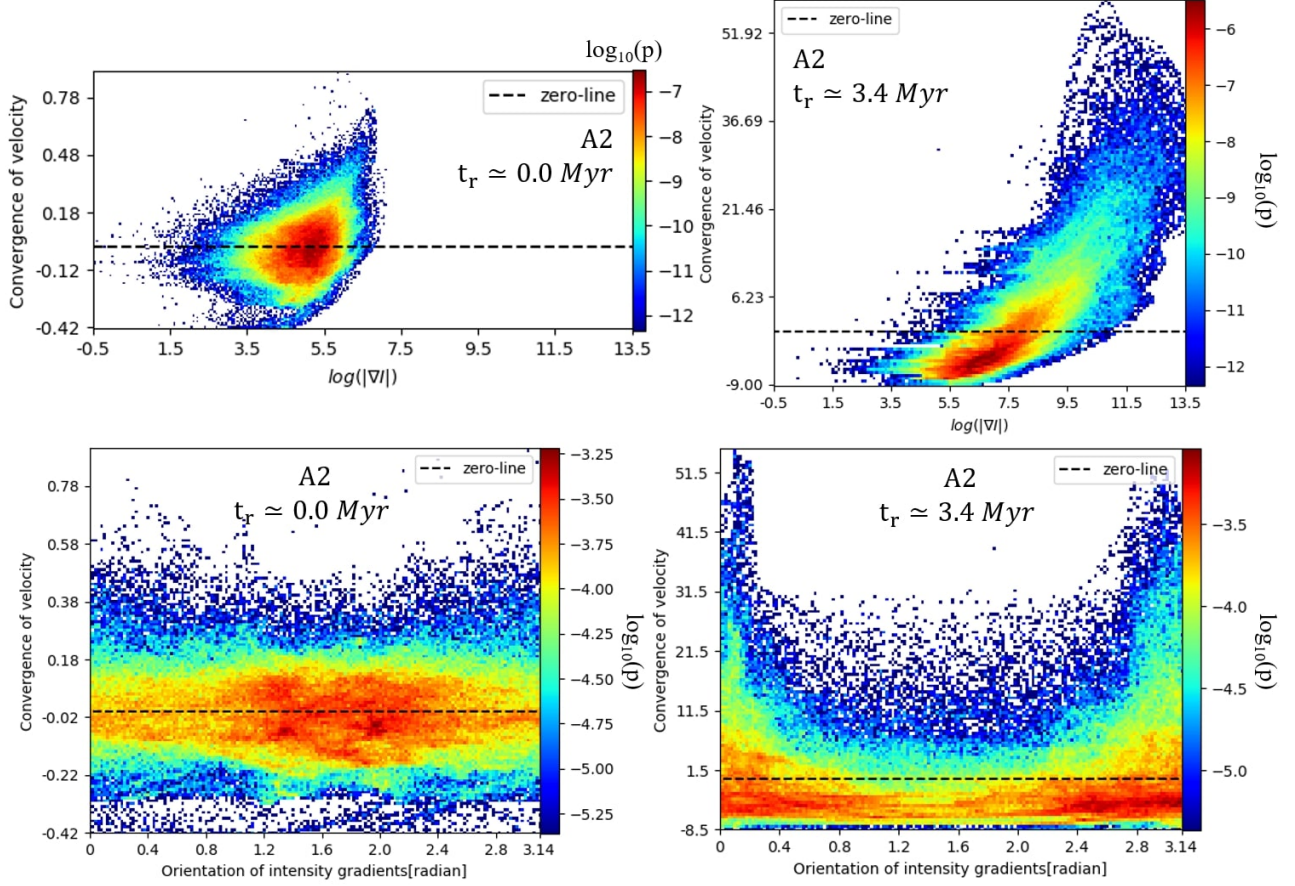 log₁₀(p)
zero-line
A2
tᵣ ≃ 0.0 Myr
Convergence of velocity
0.78
0.48
0.18
-0.12
-0.42
-0.5 1.5 3.5 5.5 7.5 9.5 11.5 13.5
log(|∇I|)
−7
−8
−9
−10
−11
−12
zero-line
A2
tᵣ ≃ 3.4 Myr
Convergence of velocity
51.92
36.69
21.46
6.23
-9.00
-0.5 1.5 3.5 5.5 7.5 9.5 11.5 13.5
log(|∇I|)
−6
−7
−8
−9
−10
−11
−12
log₁₀(p)
zero-line
A2
tᵣ ≃ 0.0 Myr
Convergence of velocity
0.78
0.58
0.38
0.18
-0.02
-0.22
-0.42
0 0.4 0.8 1.2 1.6 2.0 2.4 2.8 3.14
Orientation of intensity gradients[radian]
−3.25
−3.50
−3.75
−4.00
−4.25
−4.50
−4.75
−5.00
−5.25
log₁₀(p)
zero-line
A2
tᵣ ≃ 3.4 Myr
Convergence of velocity
51.5
41.5
31.5
21.5
11.5
1.5
-8.5
0 0.4 0.8 1.2 1.6 2.0 2.4 2.8 3.14
Orientation of intensity gradients[radian]
−3.5
−4.0
−4.5
−5.0
log₁₀(p)